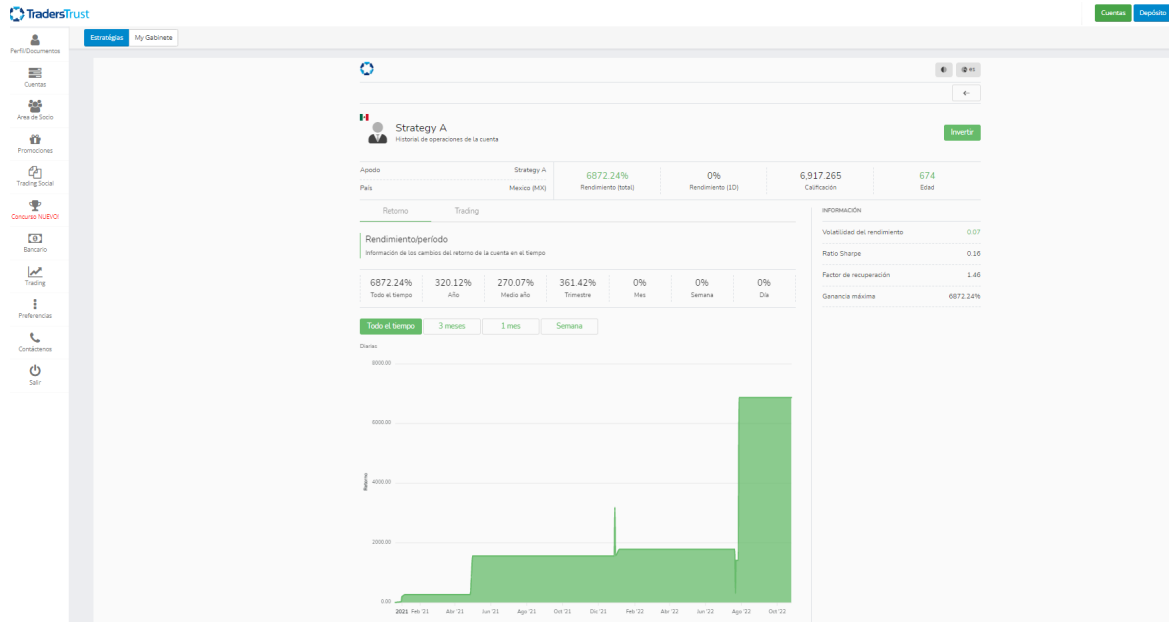 TradersTrust
Cuentas
Depósito
Perfil/Documentos
Cuentas
Area de Socio
Promociones
Trading Social
Concurso NUEVO!
Bancario
Trading
Preferencias
Contáctenos
Salir
Estratégias
My Gabinete
es
Strategy A
Historial de operaciones de la cuenta
Invertir
Apodo Strategy A
País Mexico (MX)
6872.24% 0% 6,917.265 674
Rendimiento (total) Rendimiento (1D) Calificación Edad
Retorno Trading
Rendimiento/período
Información de los cambios del retorno de la cuenta en el tiempo
6872.24% 320.12% 270.07% 361.42% 0% 0% 0%
Todo el tiempo Año Medio año Trimestre Mes Semana Día
Todo el tiempo 3 meses 1 mes Semana
Diarias
8000.00
6000.00
4000.00
2000.00
0.00
Retorno
2021 Feb '21 Abr '21 Jun '21 Ago '21 Oct '21 Dic '21 Feb '22 Abr '22 Jun '22 Ago '22 Oct '22
INFORMACIÓN
Volatilidad del rendimiento 0.07
Ratio Sharpe 0.16
Factor de recuperación 1.46
Ganancia máxima 6872.24%